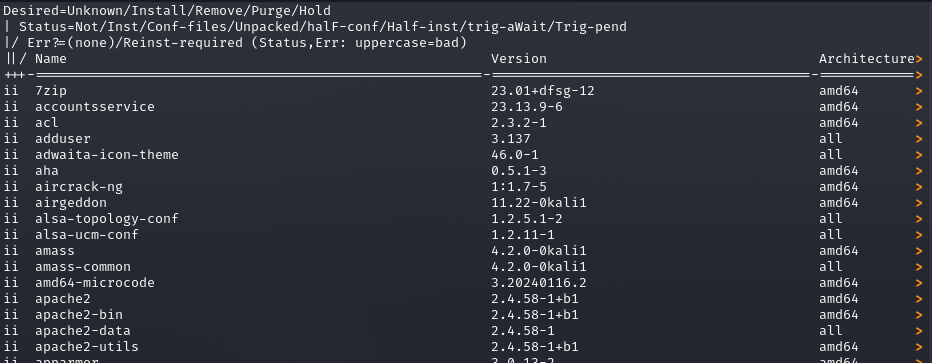 Desired=Unknown/Install/Remove/Purge/Hold
| Status=Not/Inst/Conf-files/Unpacked/halF-conf/Half-inst/trig-aWait/Trig-pend
|/ Err?=(none)/Reinst-required (Status,Err: uppercase=bad)
||/ Name Version Architecture>
+++-==============-==============-============>
ii 7zip 23.01+dfsg-12 amd64 >
ii accountsservice 23.13.9-6 amd64 >
ii acl 2.3.2-1 amd64 >
ii adduser 3.137 all >
ii adwaita-icon-theme 46.0-1 all >
ii aha 0.5.1-3 amd64 >
ii aircrack-ng 1:1.7-5 amd64 >
ii airgeddon 11.22-0kali1 amd64 >
ii alsa-topology-conf 1.2.5.1-2 all >
ii alsa-ucm-conf 1.2.11-1 all >
ii amass 4.2.0-0kali1 amd64 >
ii amass-common 4.2.0-0kali1 all >
ii amd64-microcode 3.20240116.2 amd64 >
ii apache2 2.4.58-1+b1 amd64 >
ii apache2-bin 2.4.58-1+b1 amd64 >
ii apache2-data 2.4.58-1 all >
ii apache2-utils 2.4.58-1+b1 amd64 >
ii apparmor 3.0.13-2 amd64 >